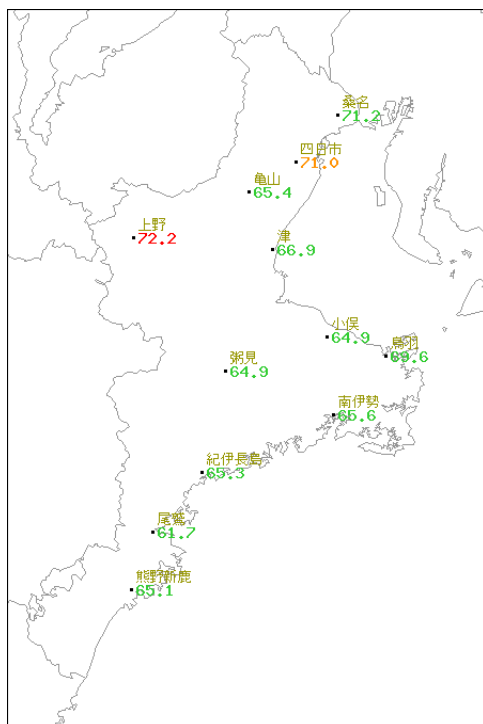 桑名
71.2
四日市
71.0
亀山
65.4
上野
72.2
津
66.9
小俣
64.9
鳥羽
69.6
粥見
64.9
南伊勢
65.6
紀伊長島
65.3
尾鷲
61.7
熊野新鹿
65.1